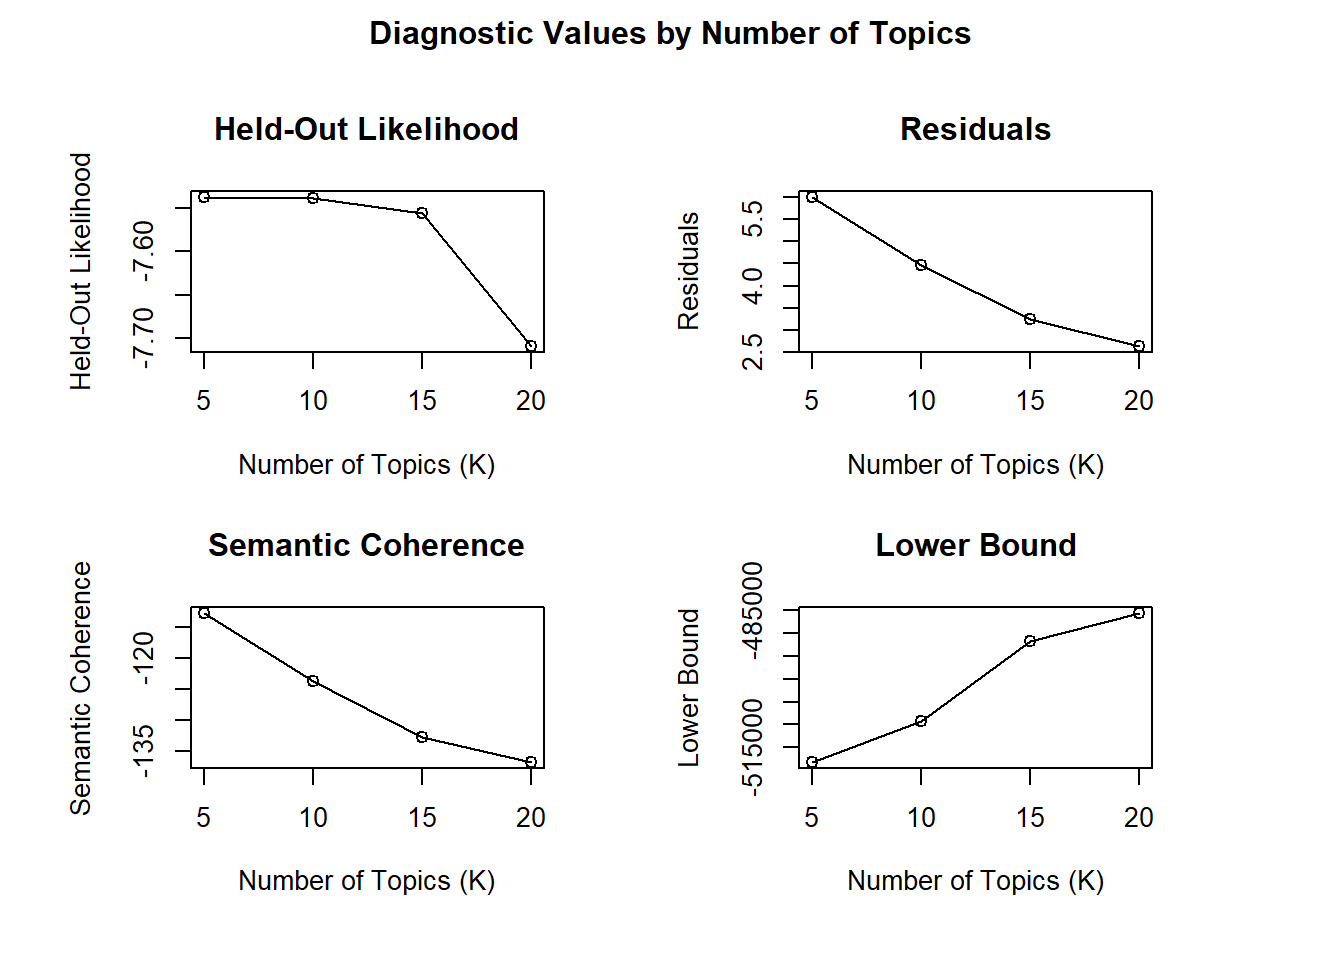 Diagnostic Values by Number of Topics
Held-Out Likelihood
Held-Out Likelihood
-7.60
-7.70
5
10
15
20
Number of Topics (K)
Residuals
Residuals
5.5
4.0
2.5
5
10
15
20
Number of Topics (K)
Semantic Coherence
Semantic Coherence
-120
-135
5
10
15
20
Number of Topics (K)
Lower Bound
Lower Bound
-485000
-515000
5
10
15
20
Number of Topics (K)